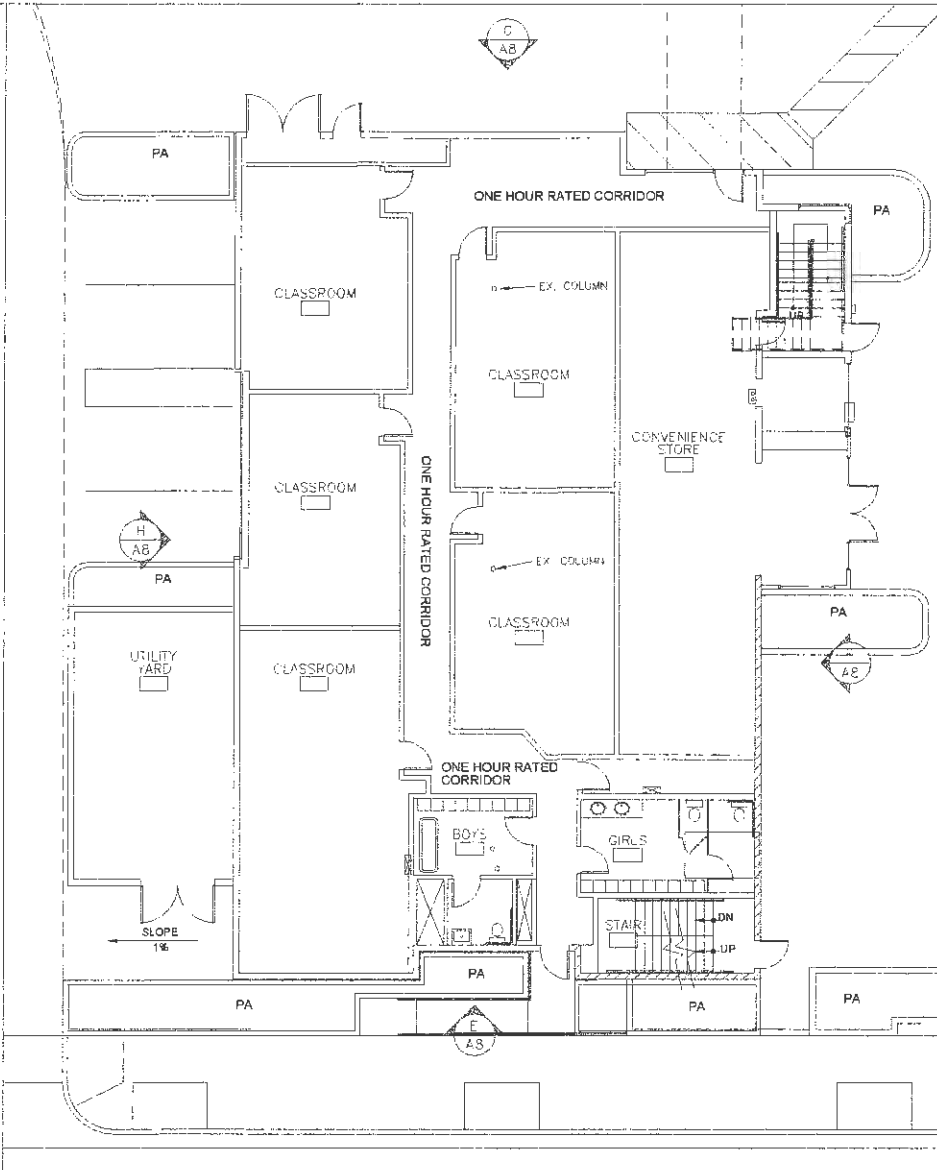 C
A8
PA
ONE HOUR RATED CORRIDOR
PA
CLASSROOM
EX. COLUMN
UP
CLASSROOM
CONVENIENCE
STORE
CLASSROOM
ONE HOUR RATED CORRIDOR
H
A8
EX COLUMN
PA
PA
CLASSROOM
UTILITY
YARD
CLASSROOM
A8
ONE HOUR RATED
CORRIDOR
BOYS
GIRLS
SLOPE
1%
STAIR
DN
UP
PA
PA
PA
PA
E
A8